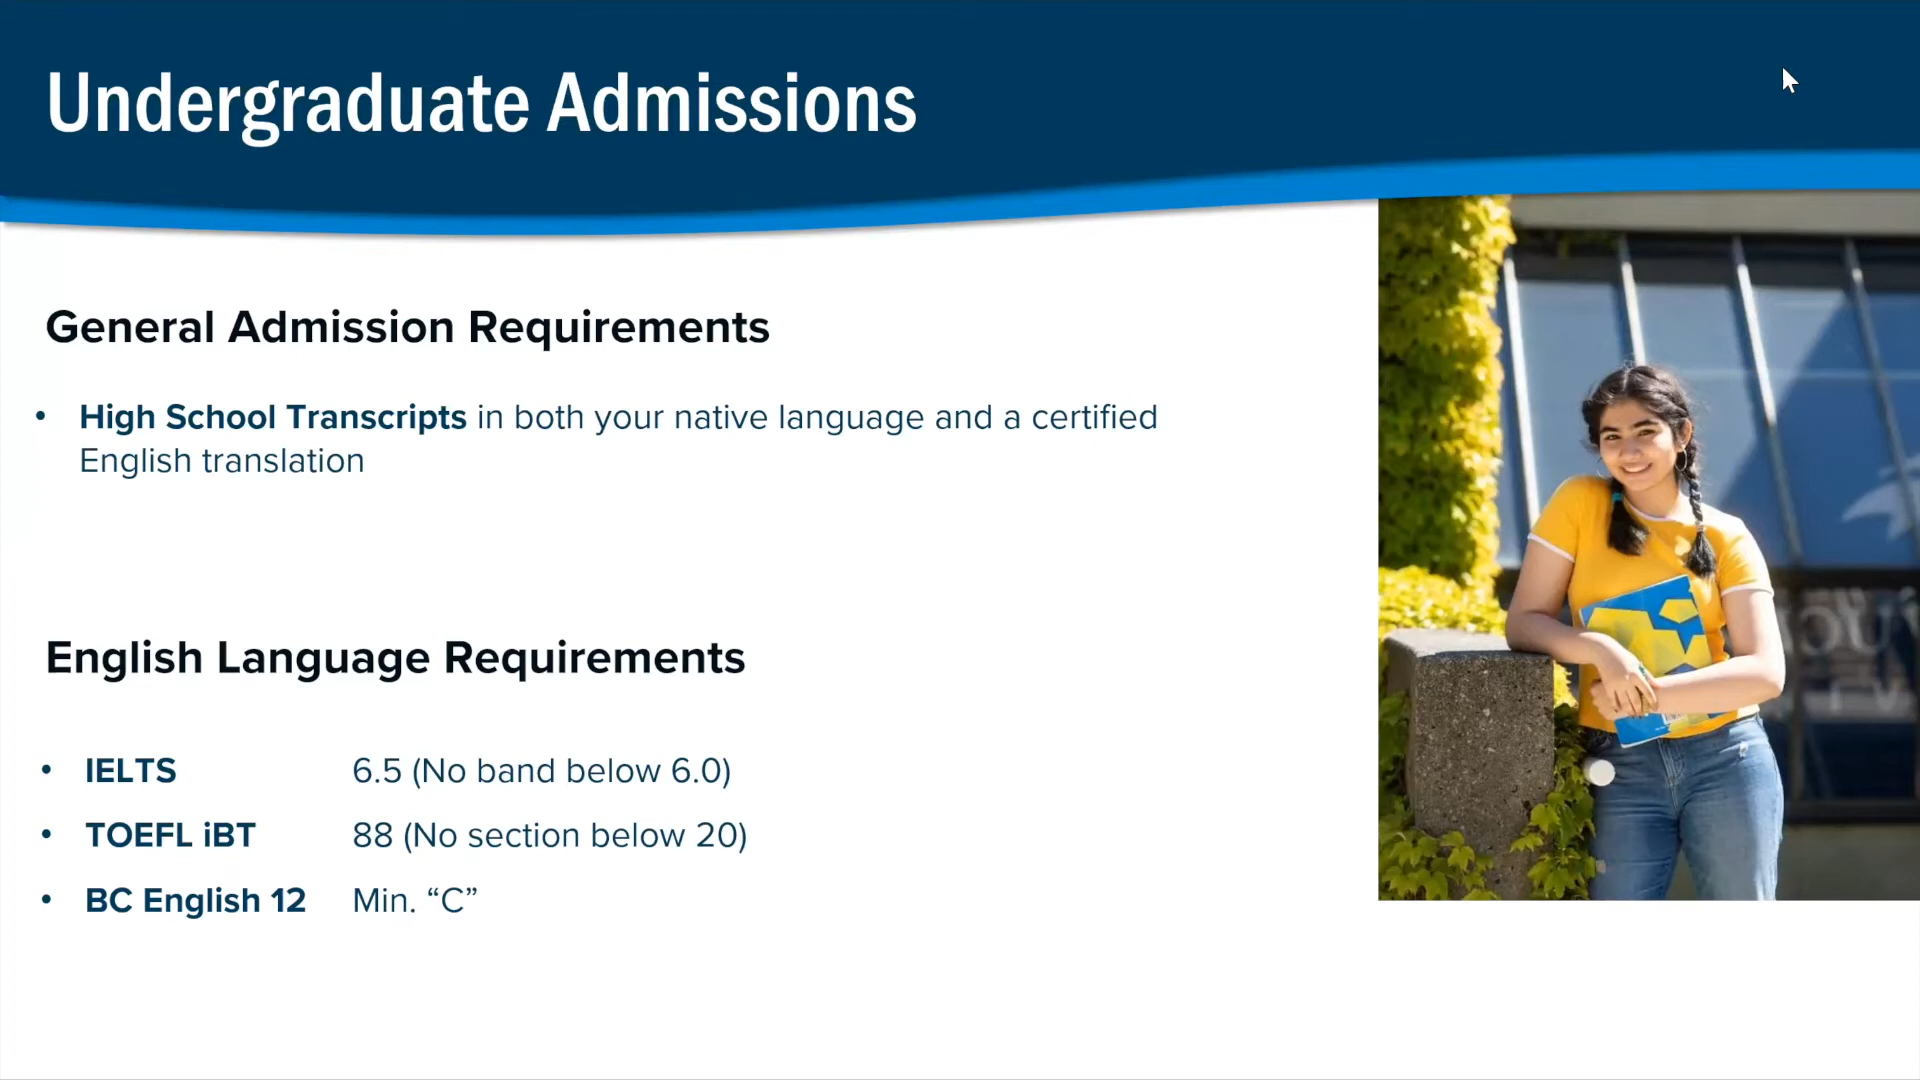 Undergraduate Admissions
General Admission Requirements
• High School Transcripts in both your native language and a certified
English translation
English Language Requirements
• IELTS 6.5 (No band below 6.0)
• TOEFL iBT 88 (No section below 20)
• BC English 12 Min. “C”